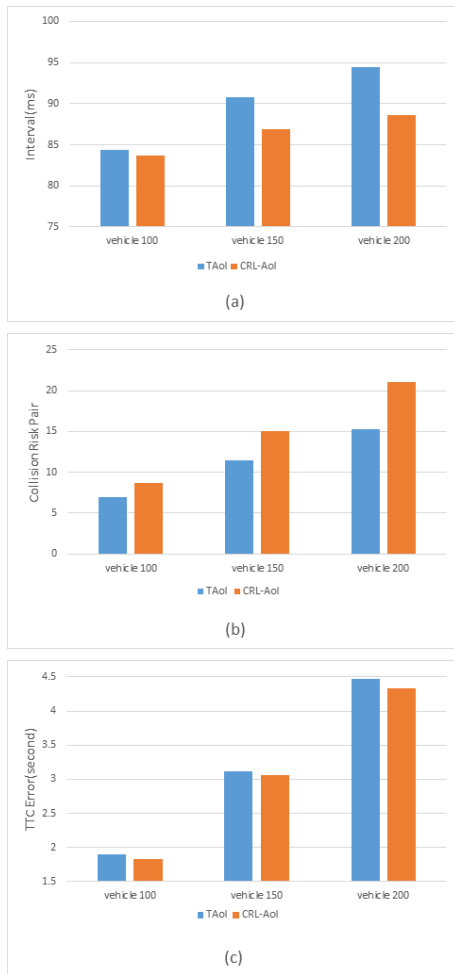 100
95
90
85
80
75
Interval(ms)
vehicle 100 vehicle 150 vehicle 200
TAoI CRL-AoI
(a)
25
20
15
10
5
0
Collision Risk Pair
vehicle 100 vehicle 150 vehicle 200
TAoI CRL-AoI
(b)
4.5
4
3.5
3
2.5
2
1.5
TTC Error(second)
vehicle 100 vehicle 150 vehicle 200
TAoI CRL-AoI
(c)